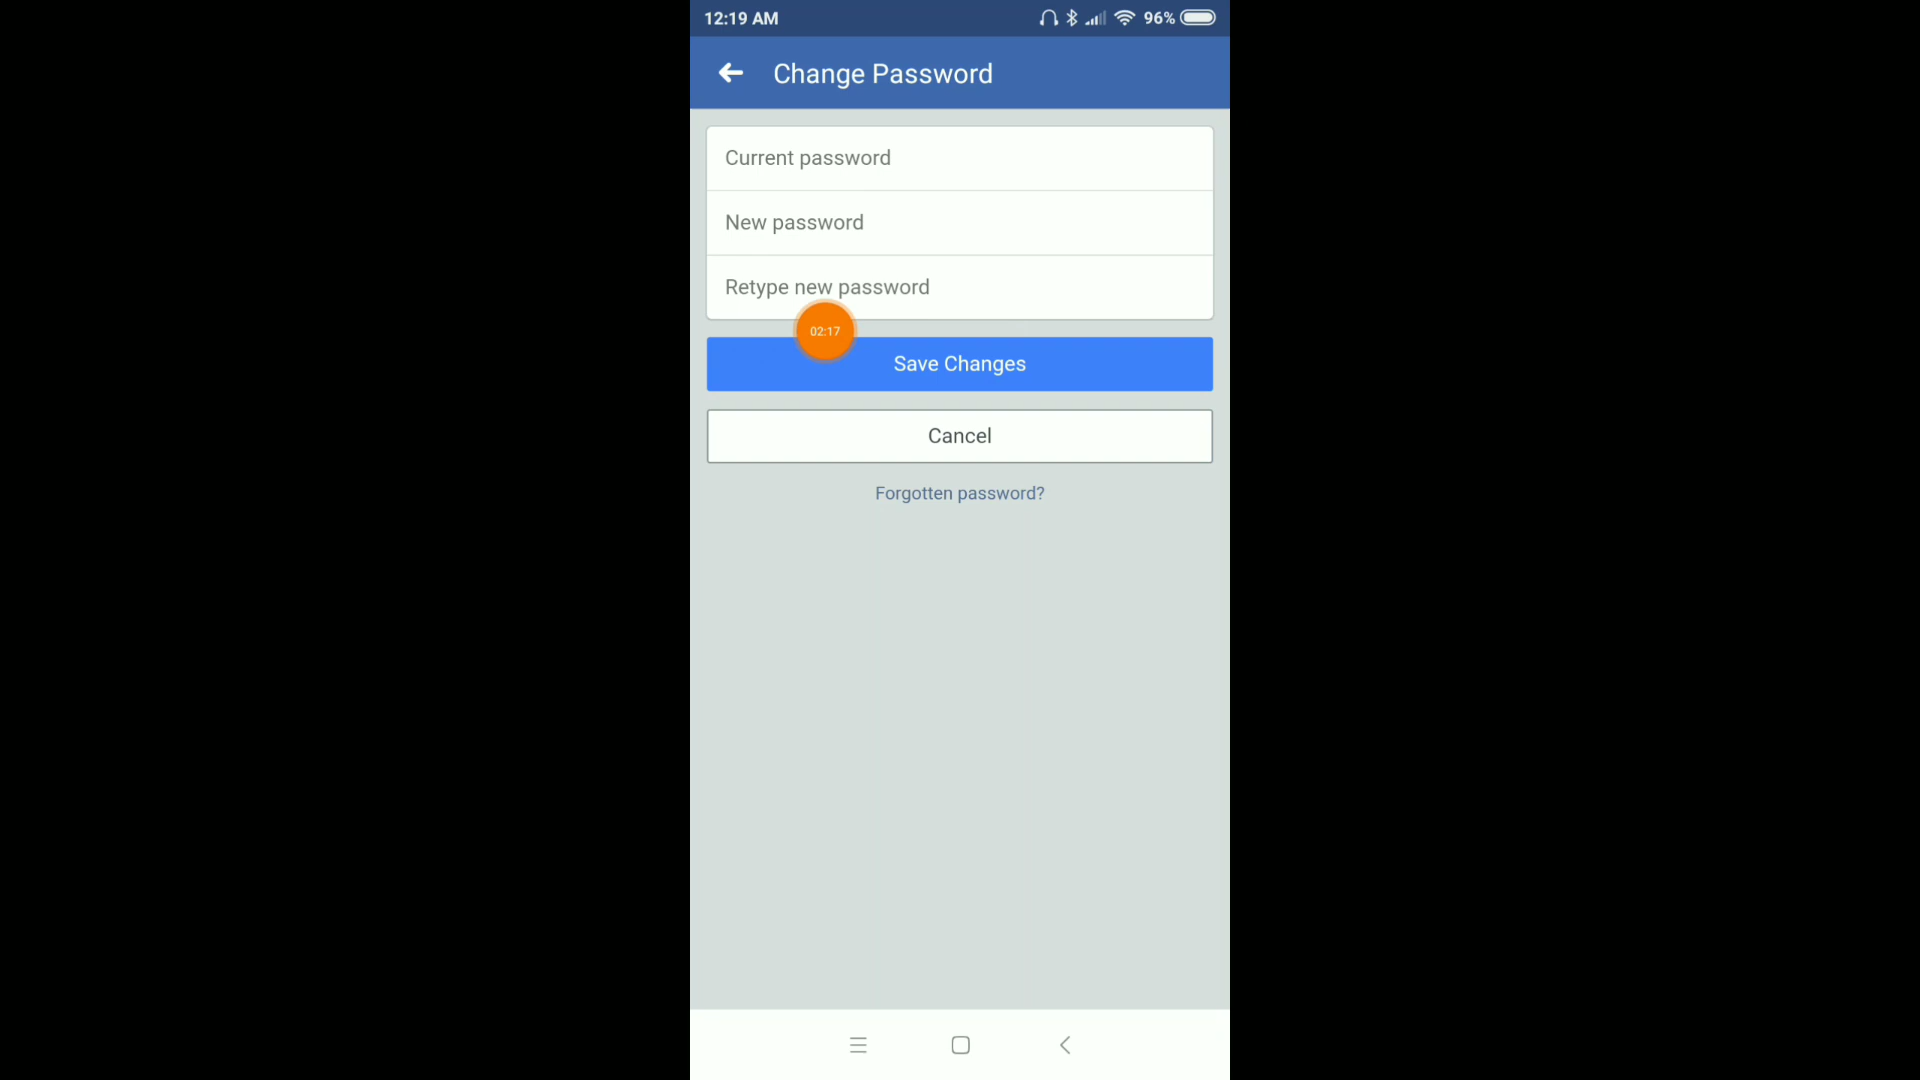 12:19 AM 96%
Change Password
Current password
New password
Retype new password
02:17
Save Changes
Cancel
Forgotten password?